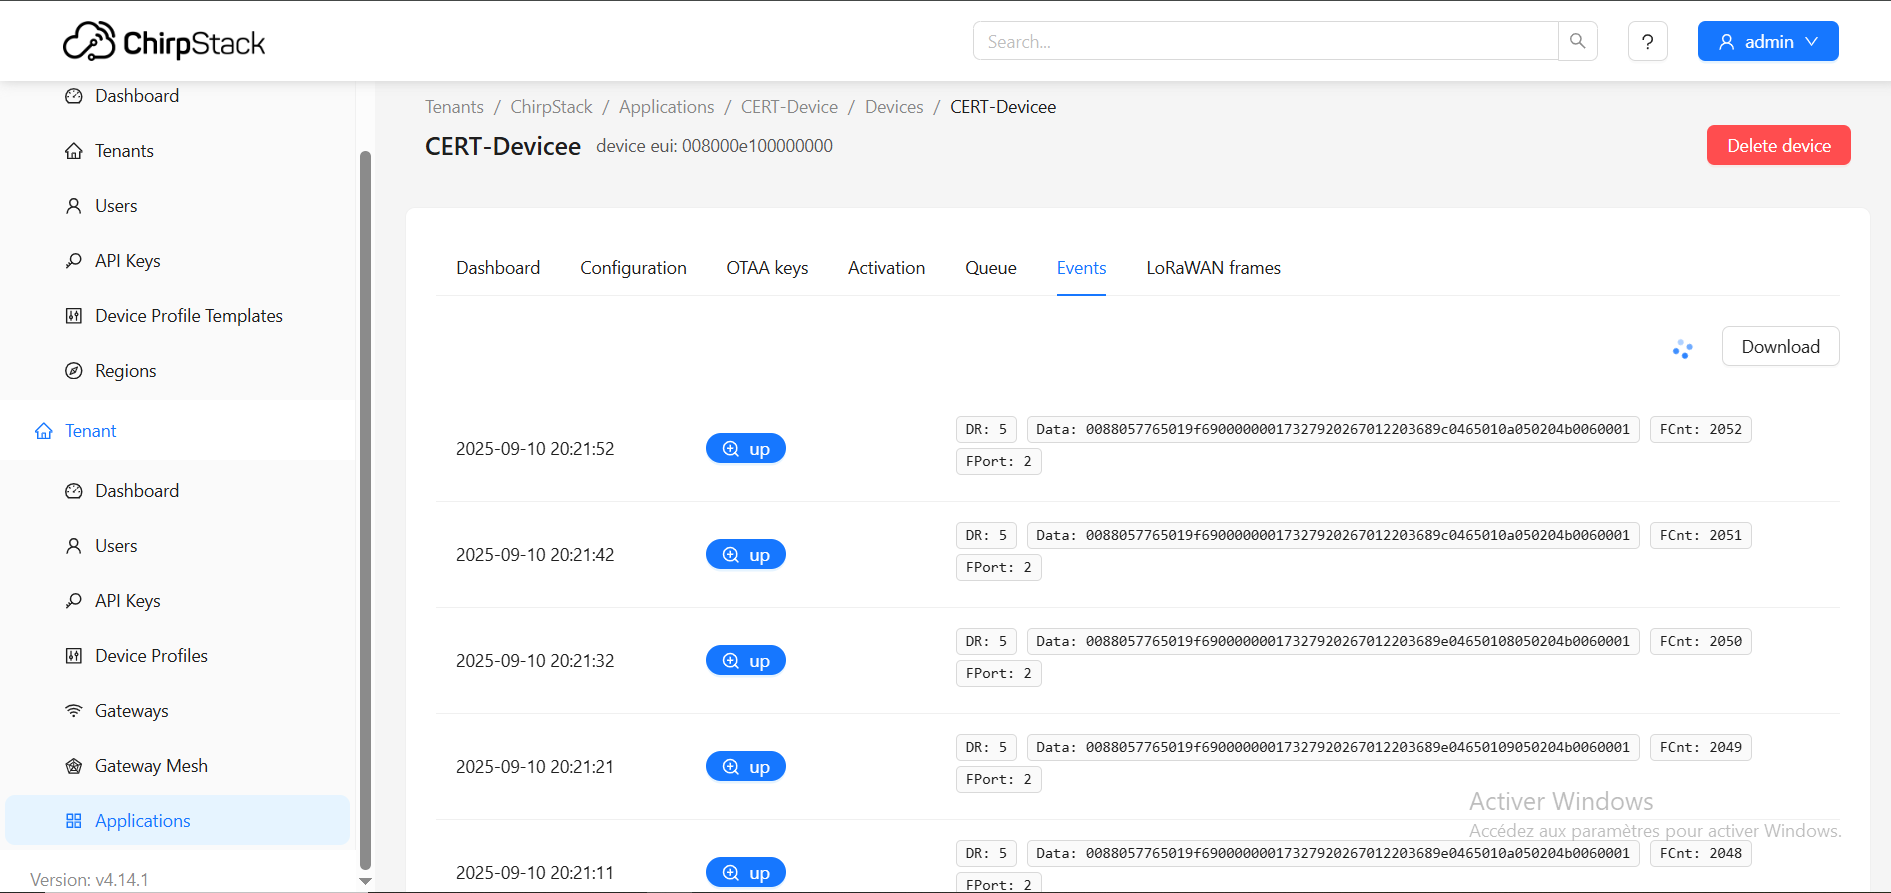 ChirpStack
Search...
?
admin
Dashboard
Tenants
Users
API Keys
Device Profile Templates
Regions
Tenant
Dashboard
Users
API Keys
Device Profiles
Gateways
Gateway Mesh
Applications
Version: v4.14.1
Tenants / ChirpStack / Applications / CERT-Device / Devices / CERT-Devicee
CERT-Devicee device eui: 008000e100000000
Delete device
Dashboard Configuration OTAA keys Activation Queue Events LoRaWAN frames
Download
2025-09-10 20:21:52 up DR: 5 Data: 0088057765019f69000000017327920267012203689c0465010a050204b0060001 FCnt: 2052
FPort: 2
2025-09-10 20:21:42 up DR: 5 Data: 0088057765019f69000000017327920267012203689c0465010a050204b0060001 FCnt: 2051
FPort: 2
2025-09-10 20:21:32 up DR: 5 Data: 0088057765019f69000000017327920267012203689e04650108050204b0060001 FCnt: 2050
FPort: 2
2025-09-10 20:21:21 up DR: 5 Data: 0088057765019f69000000017327920267012203689e04650109050204b0060001 FCnt: 2049
FPort: 2
Activer Windows
Accédez aux paramètres pour activer Windows.
2025-09-10 20:21:11 up DR: 5 Data: 0088057765019f69000000017327920267012203689e0465010a050204b0060001 FCnt: 2048
FPort: 2